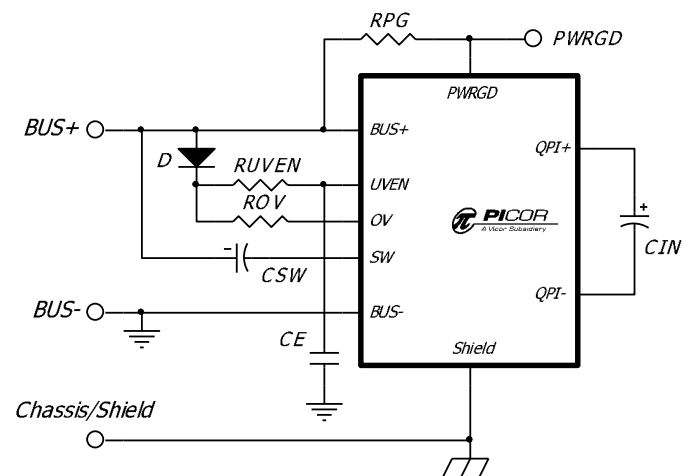 RPG
PWRGD
PWRGD
BUS+
BUS+
D
RUVEN
UVEN
QPI+
ROV
OV
PICOR
A Vicor Subsidiary
+
CIN
-
CSW
SW
BUS-
BUS-
QPI-
CE
Shield
Chassis/Shield